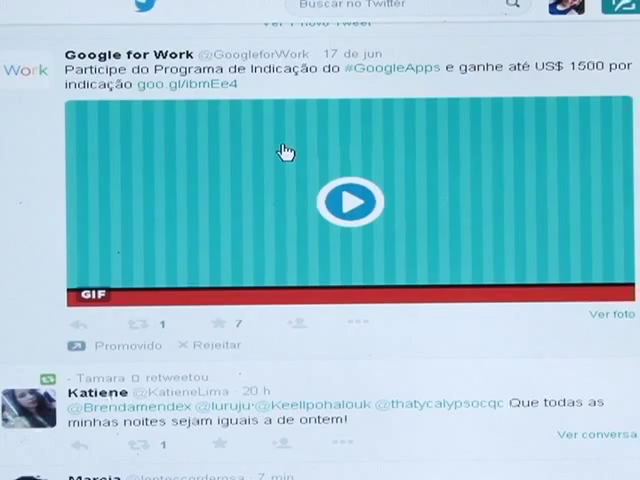 Buscar no Twitter
Ver 1 novo Tweet
Work
Google for Work @GoogleforWork 17 de jun
Participe do Programa de Indicação do #GoogleApps e ganhe até US$ 1500 por
indicação goo.gl/ibmEe4
GIF
Ver foto
1 7
Promovido Rejeitar
Tamara retweetou
Katiene @KatieneLima · 20 h
@Brendamendex @luruju @Keellpohalouk @thatycalypsocqc Que todas as
minhas noites sejam iguais a de ontem!
Ver conversa
1
7 min